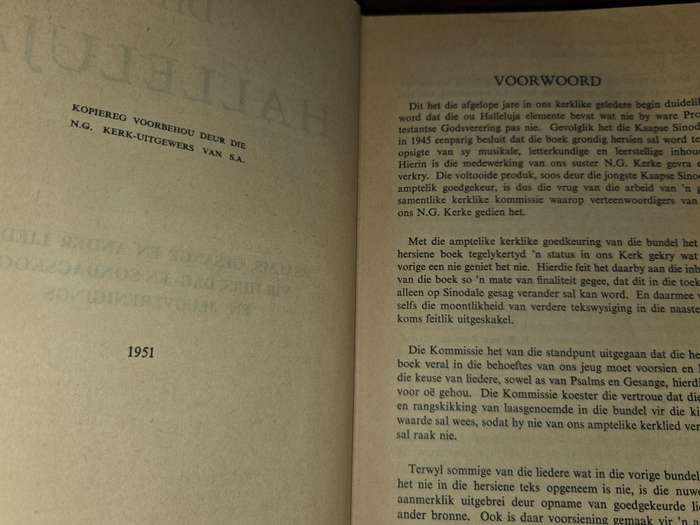 KOPIEREG VOORBEHOU DEUR DIE
N.G. KERK-UITGEWERS VAN S.A.
1951
VOORWOORD
Dit het die afgelope jare in ons kerklike geledere begin duidelik
word dat die ou Halleluja elemente bevat wat nie by ware Pro
testantse Godsverering pas nie. Gevolglik het die Kaapse Sinode
in 1945 eenparig besluit dat die boek grondig hersien sal word te
opsigte van sy musikale, letterkundige en leerstellige inhou
Hierin is die medewerking van ons suster N.G. Kerke gevra e
verkry. Die voltooide produk, soos deur die jongste Kaapse Sinod
amptelik goedgekeur, is dus die vrug van die arbeid van 'n g
samentlike kerklike kommissie waarop verteenwoordigers van
ons N.G. Kerke gedien het.
Met die amptelike kerklike goedkeuring van die bundel het
hersiene boek tegelykertyd 'n status in ons Kerk gekry wat
vorige een nie geniet het nie. Hierdie feit het daarby aan die inh
van die boek so 'n mate van finaliteit gegee, dat dit in die toek
alleen op Sinodale gesag verander sal kan word. En daarmee
selfs die moontlikheid van verdere tekswysiging in die naaste
koms feitlik uitgeskakel.
Die Kommissie het van die standpunt uitgegaan dat die he
boek veral in die behoeftes van ons jeug moet voorsien en
die keuse van liedere, sowel as van Psalms en Gesange, hierdi
voor oë gehou. Die Kommissie koester die vertroue dat die
en rangskikking van laasgenoemde in die bundel vir die ki
waarde sal wees, sodat hy nie van ons amptelike kerklied ver
sal raak nie.
Terwyl sommige van die liedere wat in die vorige bundel
het nie in die hersiene teks opgeneem is nie, is die nuw
aanmerklik uitgebrei deur opname van goedgekeurde li
ander bronne. Ook is daar voorsiening gemaak vir 'n